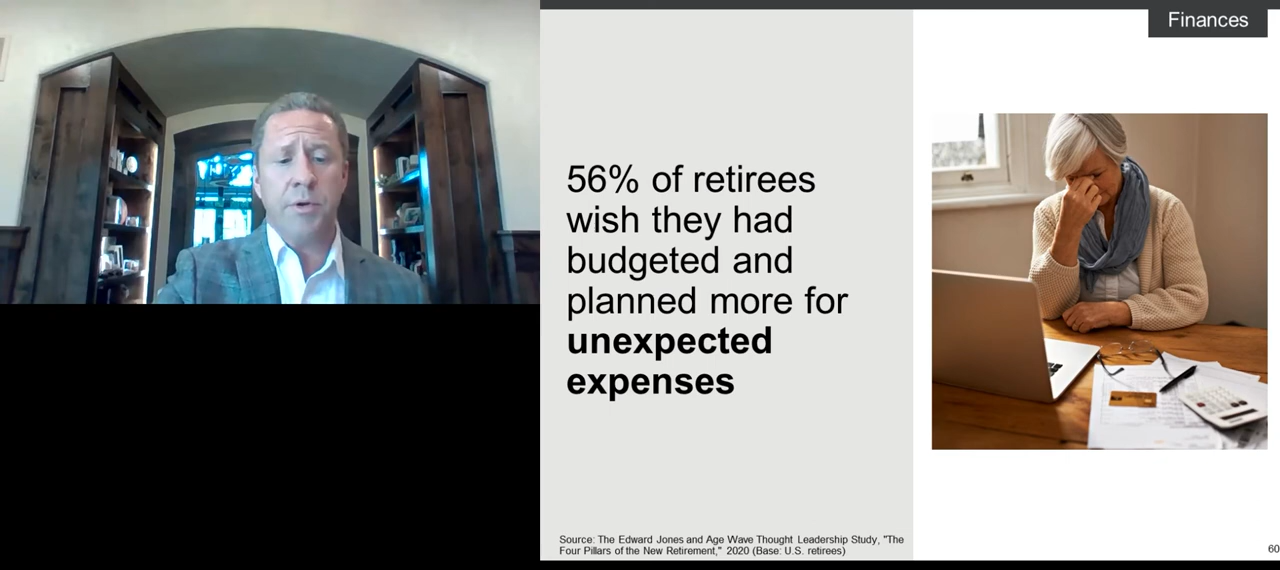 Finances
56% of retirees
wish they had
budgeted and
planned more for
unexpected
expenses
Source: The Edward Jones and Age Wave Thought Leadership Study, "The
Four Pillars of the New Retirement," 2020 (Base: U.S. retirees)
60